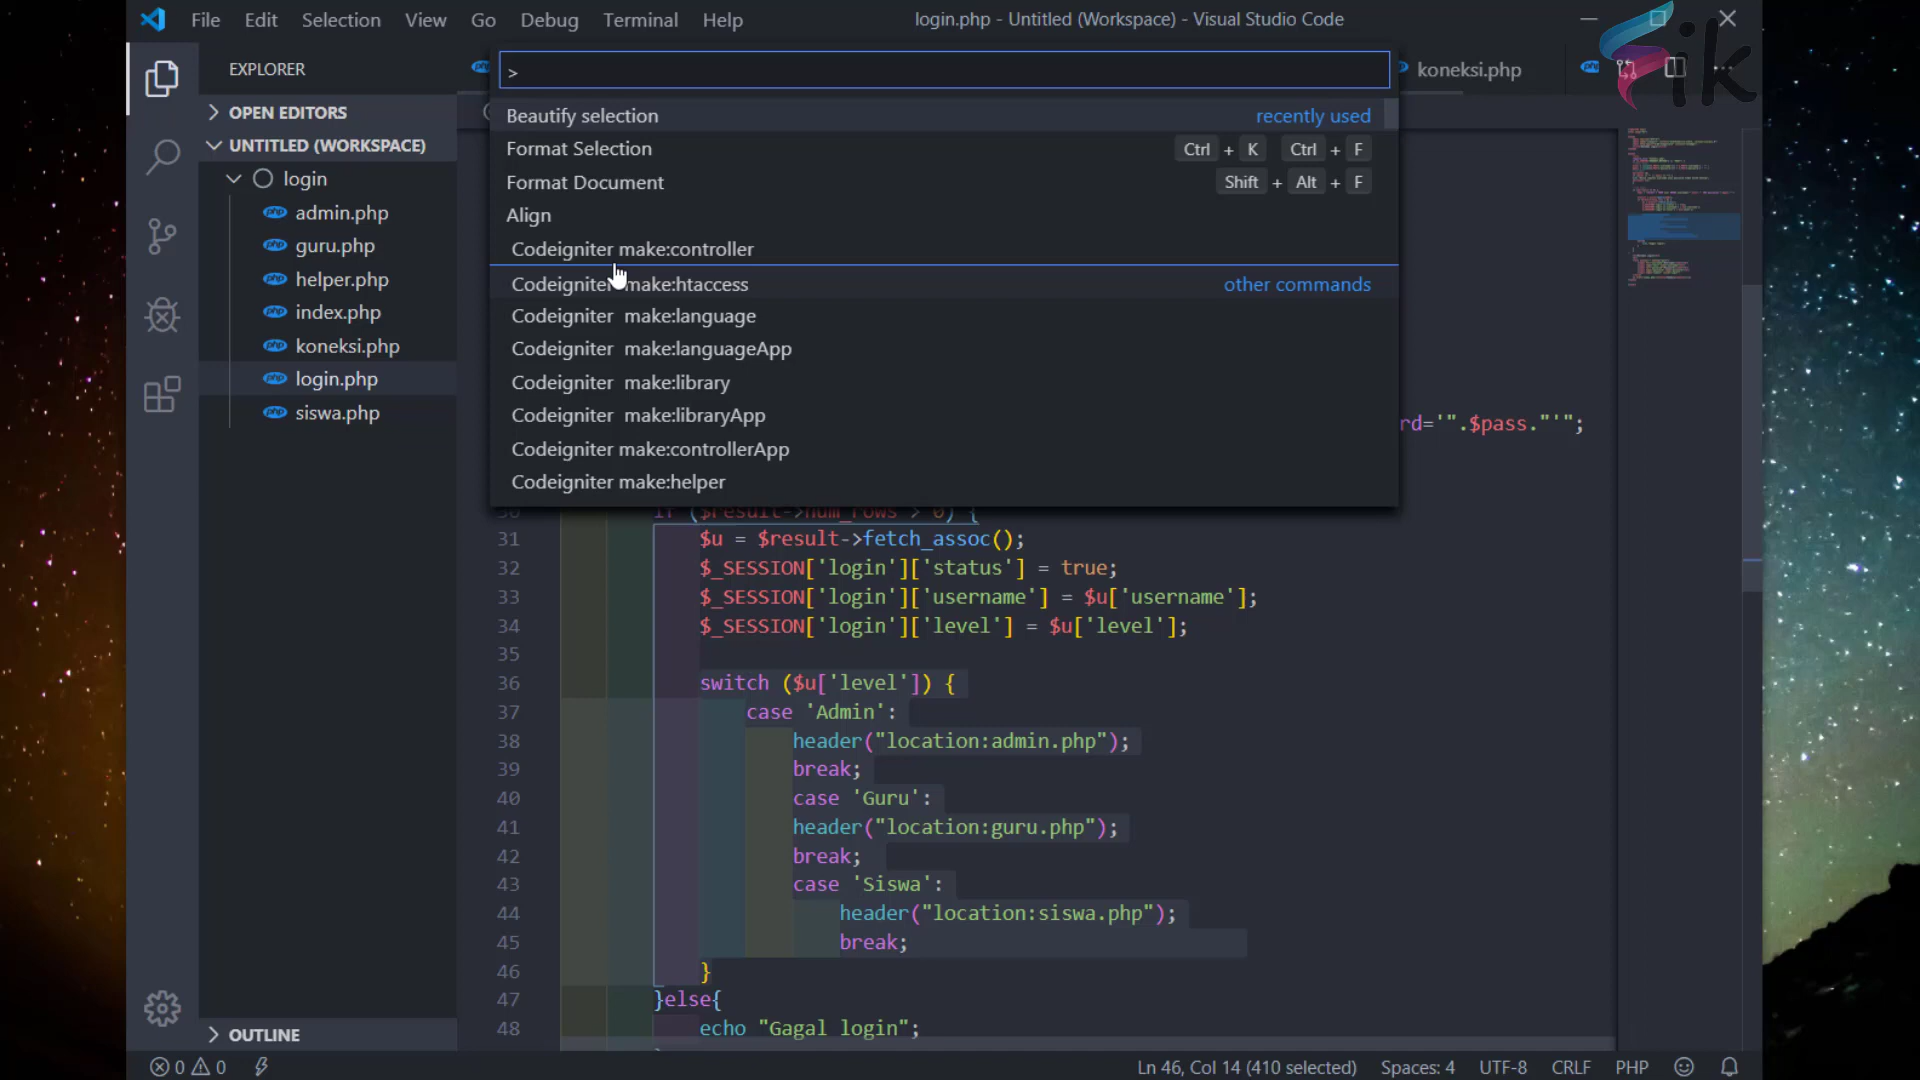 File Edit Selection View Go Debug Terminal Help
login.php - Untitled (Workspace) - Visual Studio Code
EXPLORER
OPEN EDITORS
UNTITLED (WORKSPACE)
login
admin.php
guru.php
helper.php
index.php
koneksi.php
login.php
siswa.php
OUTLINE
>
koneksi.php
ik
Beautify selection recently used
Format Selection Ctrl + K Ctrl + F
Format Document Shift + Alt + F
Align
Codeigniter make:controller
Codeigniter make:htaccess other commands
Codeigniter make:language
Codeigniter make:languageApp
Codeigniter make:library
Codeigniter make:libraryApp
Codeigniter make:controllerApp
Codeigniter make:helper
rd='".$pass."'";
30 if ($result->num_rows > 0) {
31 $u = $result->fetch_assoc();
32 $_SESSION['login']['status'] = true;
33 $_SESSION['login']['username'] = $u['username'];
34 $_SESSION['login']['level'] = $u['level'];
35
36 switch ($u['level']) {
37 case 'Admin':
38 header("location:admin.php");
39 break;
40 case 'Guru':
41 header("location:guru.php");
42 break;
43 case 'Siswa':
44 header("location:siswa.php");
45 break;
46 }
47 }else{
48 echo "Gagal login";
0 0
Ln 46, Col 14 (410 selected) Spaces: 4 UTF-8 CRLF PHP